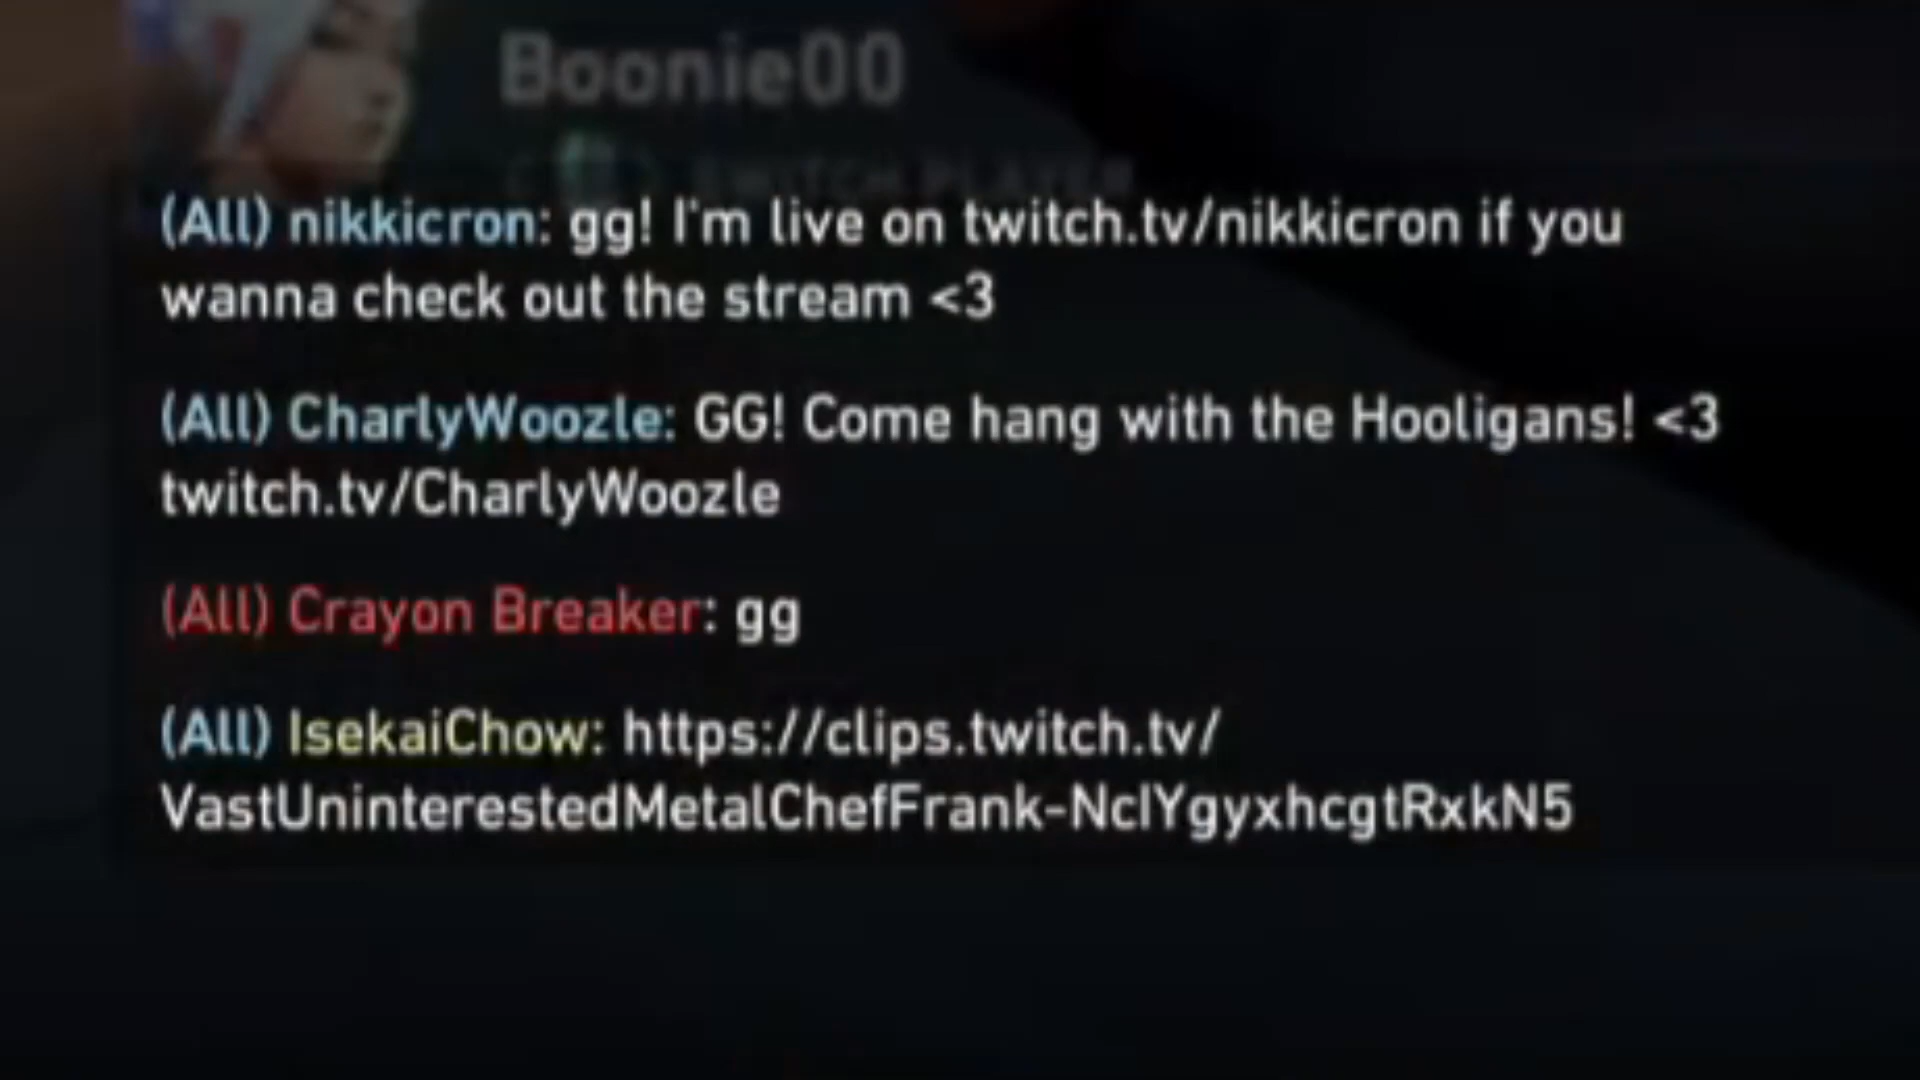 Boonie00
SWITCH PLAYER
(All) nikkicron: gg! I'm live on twitch.tv/nikkicron if you
wanna check out the stream <3
(All) CharlyWoozle: GG! Come hang with the Hooligans! <3
twitch.tv/CharlyWoozle
(All) Crayon Breaker: gg
(All) IsekaiChow: https://clips.twitch.tv/
VastUninterestedMetalChefFrank-NclYgyxhcgtRxkN5